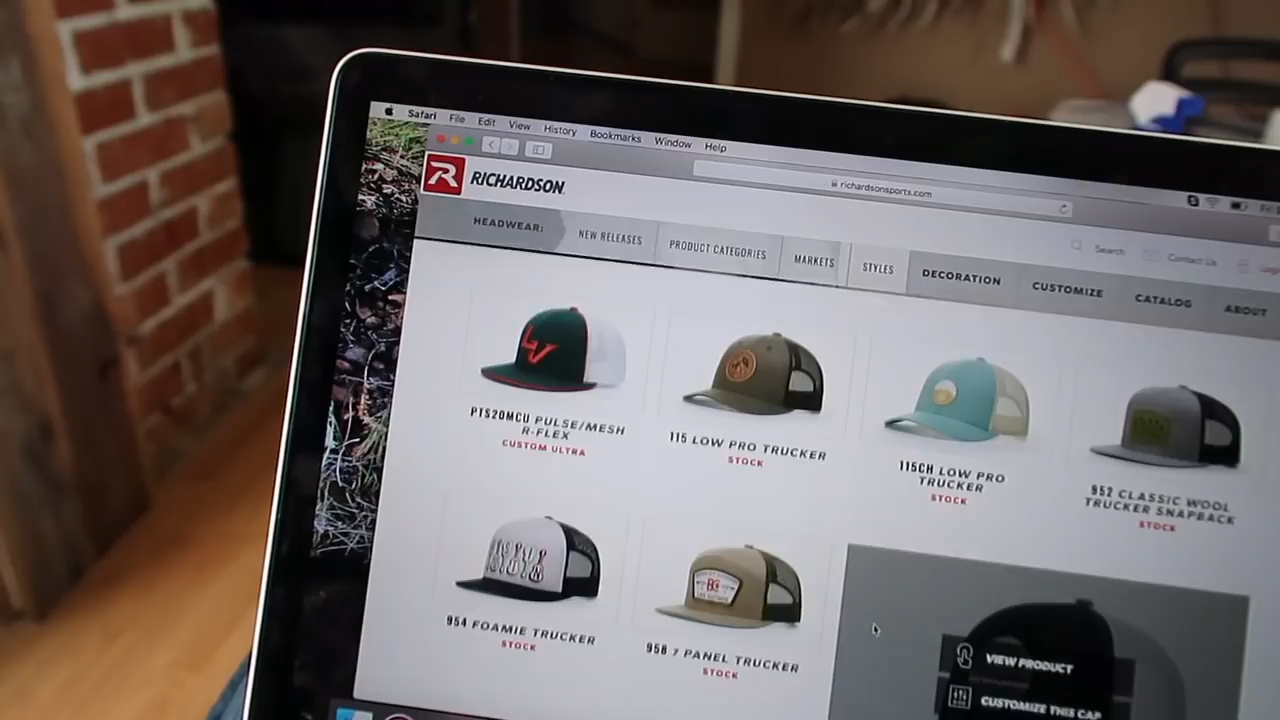 Safari File Edit View History Bookmarks Window Help
richardsonsports.com
RICHARDSON
Search Contact Us
HEADWEAR: NEW RELEASES PRODUCT CATEGORIES MARKETS STYLES DECORATION CUSTOMIZE CATALOG ABOUT
LV
PTS20MCU PULSE/MESH
R-FLEX
CUSTOM ULTRA
115 LOW PRO TRUCKER
STOCK
115CH LOW PRO
TRUCKER
STOCK
952 CLASSIC WOOL
TRUCKER SNAPBACK
STOCK
954 FOAMIE TRUCKER
STOCK
958 7 PANEL TRUCKER
STOCK
VIEW PRODUCT
CUSTOMIZE THIS CAP